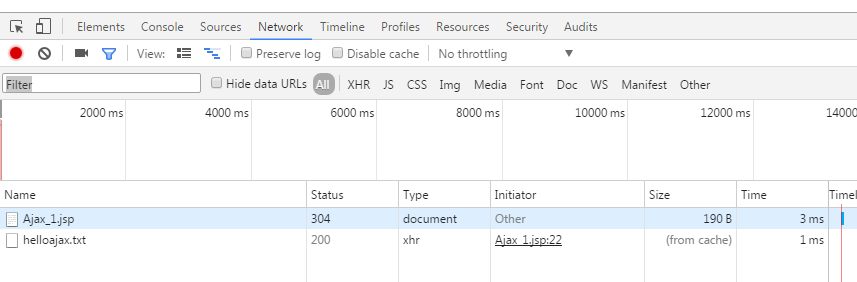 Elements Console Sources Network Timeline Profiles Resources Security Audits
View: Preserve log Disable cache No throttling
Filter Hide data URLs All XHR JS CSS Img Media Font Doc WS Manifest Other
2000 ms 4000 ms 6000 ms 8000 ms 10000 ms 12000 ms 14000
Name Status Type Initiator Size Time Timel
Ajax_1.jsp 304 document Other 190 B 3 ms
helloajax.txt 200 xhr Ajax_1.jsp:22 (from cache) 1 ms